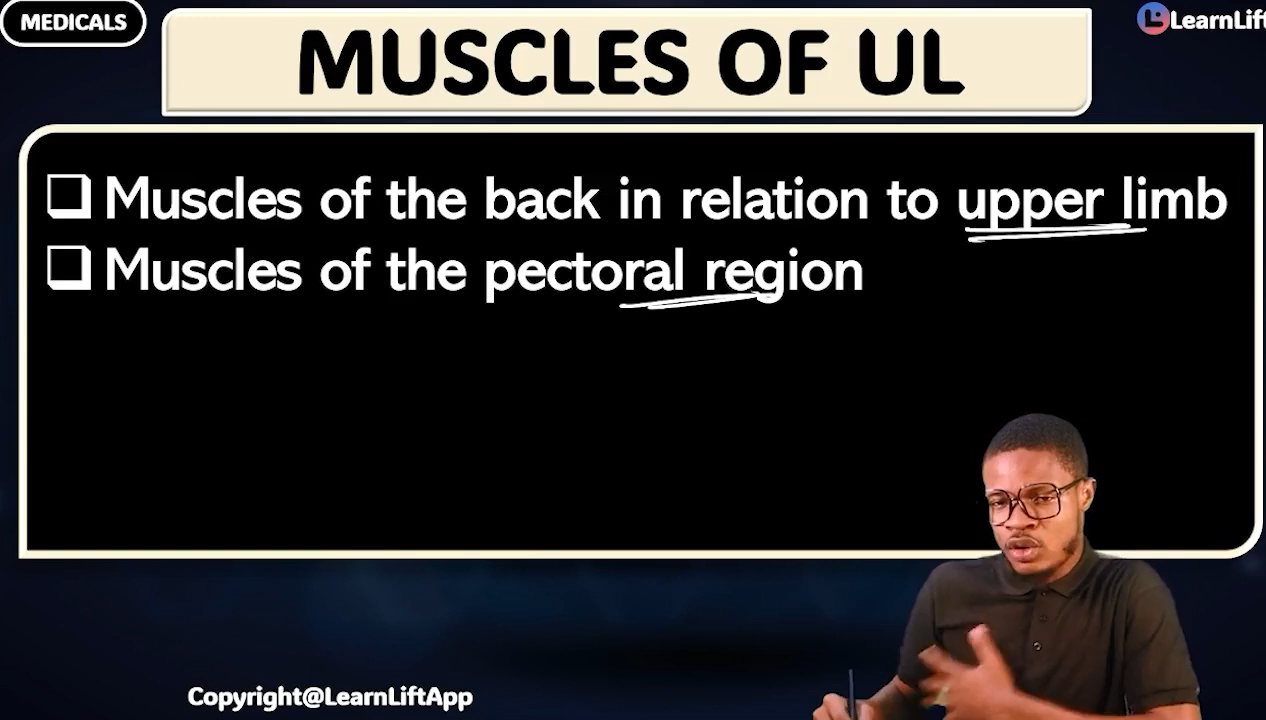 MEDICALS
LearnLift
MUSCLES OF UL
❑ Muscles of the back in relation to upper limb
❑ Muscles of the pectoral region
Copyright@LearnLiftApp